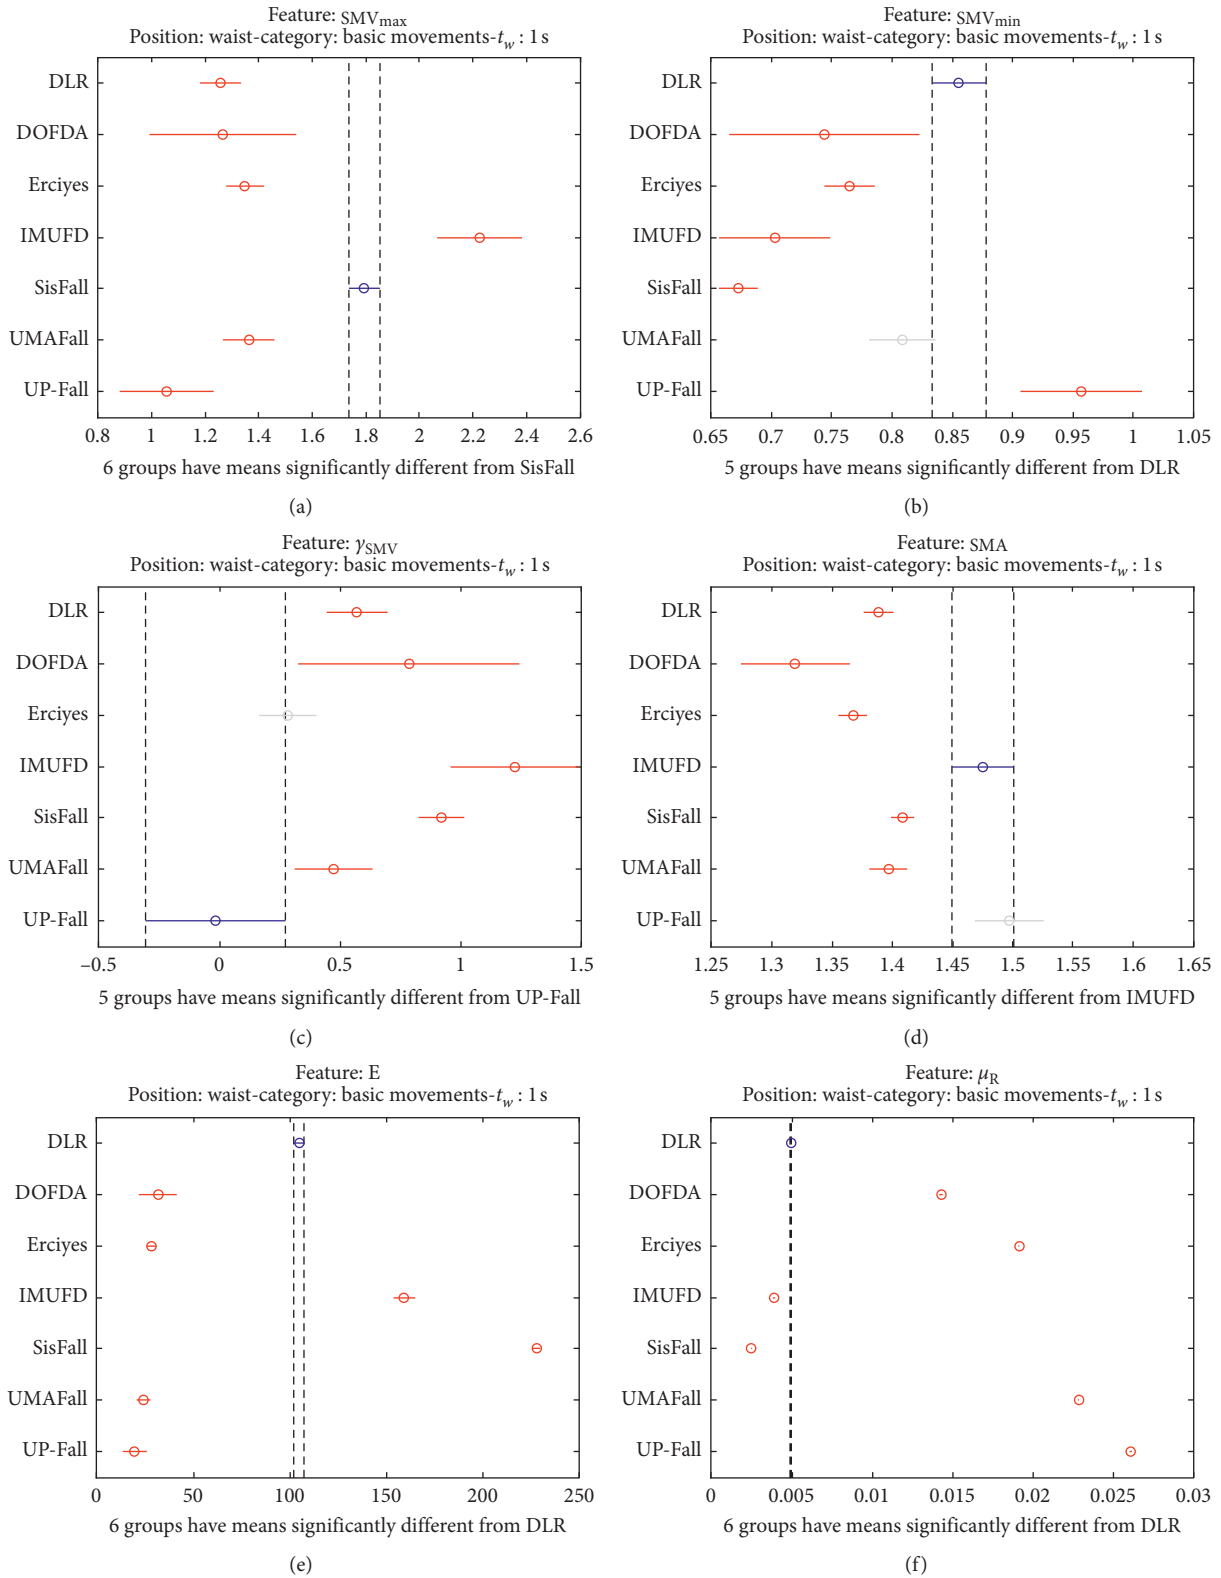 Feature: SMVmax
Position: waist-category: basic movements-tw : 1 s
DLR
DOFDA
Erciyes
IMUFD
SisFall
UMAFall
UP-Fall
0.8 1 1.2 1.4 1.6 1.8 2 2.2 2.4 2.6
6 groups have means significantly different from SisFall
(a)
Feature: SMVmin
Position: waist-category: basic movements-tw : 1 s
DLR
DOFDA
Erciyes
IMUFD
SisFall
UMAFall
UP-Fall
0.65 0.7 0.75 0.8 0.85 0.9 0.95 1 1.05
5 groups have means significantly different from DLR
(b)
Feature: γSMV
Position: waist-category: basic movements-tw : 1 s
DLR
DOFDA
Erciyes
IMUFD
SisFall
UMAFall
UP-Fall
−0.5 0 0.5 1 1.5
5 groups have means significantly different from UP-Fall
(c)
Feature: SMA
Position: waist-category: basic movements-tw : 1 s
DLR
DOFDA
Erciyes
IMUFD
SisFall
UMAFall
UP-Fall
1.25 1.3 1.35 1.4 1.45 1.5 1.55 1.6 1.65
5 groups have means significantly different from IMUFD
(d)
Feature: E
Position: waist-category: basic movements-tw : 1 s
DLR
DOFDA
Erciyes
IMUFD
SisFall
UMAFall
UP-Fall
0 50 100 150 200 250
6 groups have means significantly different from DLR
(e)
Feature: μR
Position: waist-category: basic movements-tw : 1 s
DLR
DOFDA
Erciyes
IMUFD
SisFall
UMAFall
UP-Fall
0 0.005 0.01 0.015 0.02 0.025 0.03
6 groups have means significantly different from DLR
(f)